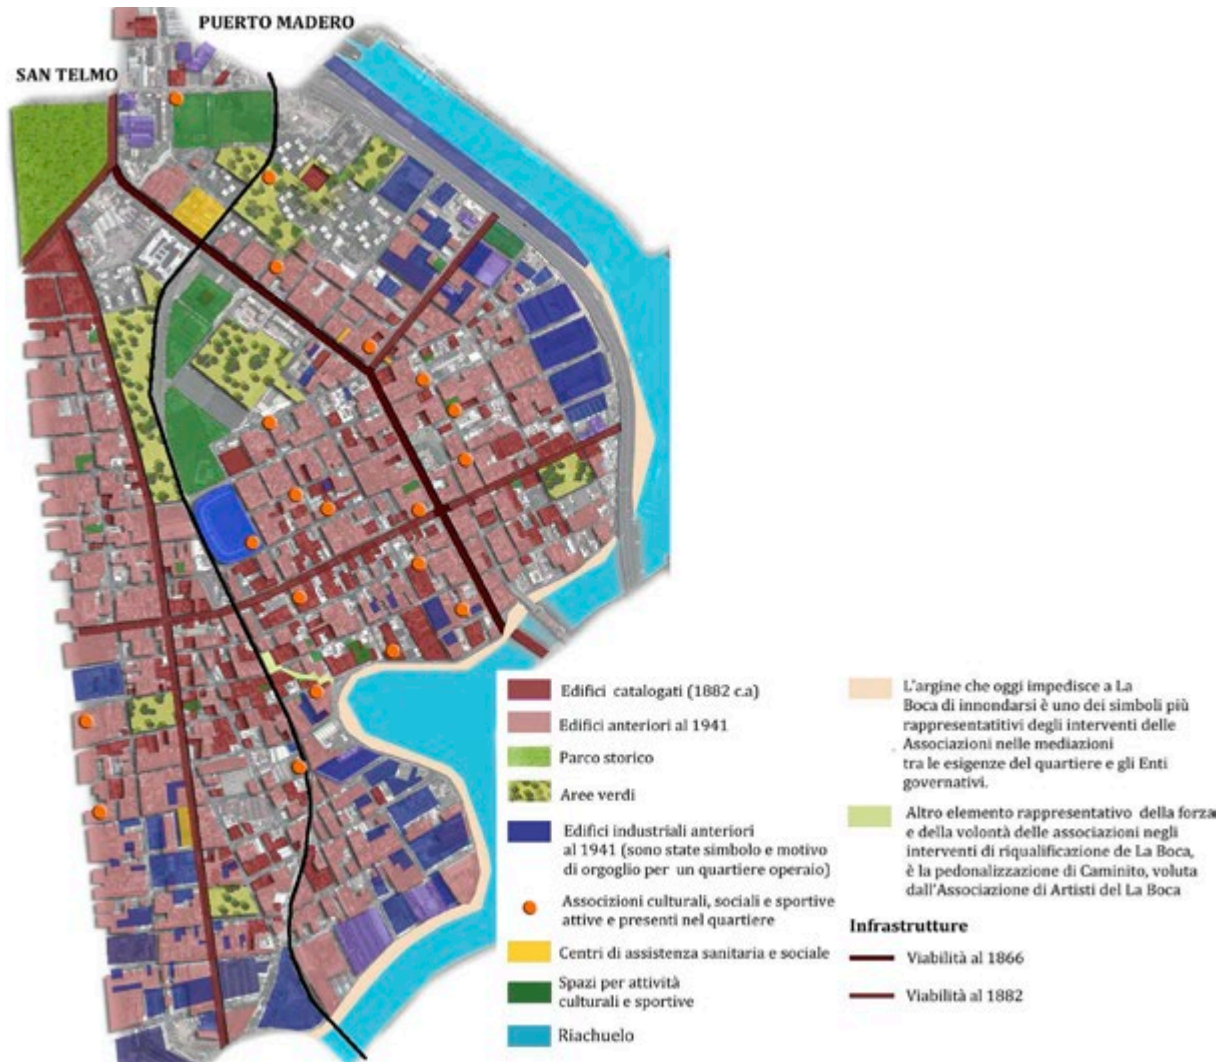 PUERTO MADERO
SAN TELMO
Edifici catalogati (1882 c.a)
Edifici anteriori al 1941
Parco storico
Aree verdi
Edifici industriali anteriori
al 1941 (sono state simbolo e motivo
di orgoglio per un quartiere operaio)
Associzioni culturali, sociali e sportive
attive e presenti nel quartiere
Centri di assistenza sanitaria e sociale
Spazi per attività
culturali e sportive
Riachuelo
L'argine che oggi impedisce a La
Boca di innondarsi è uno dei simboli più
rappresentatitivi degli interventi delle
Associazioni nelle mediazioni
tra le esigenze del quartiere e gli Enti
governativi.
Altro elemento rappresentativo della forza
e della volontà delle associazioni negli
interventi di riqualificazione de La Boca,
è la pedonalizzazione di Caminito, voluta
dall'Associazione di Artisti del La Boca
Infrastrutture
Viabilità al 1866
Viabilità al 1882